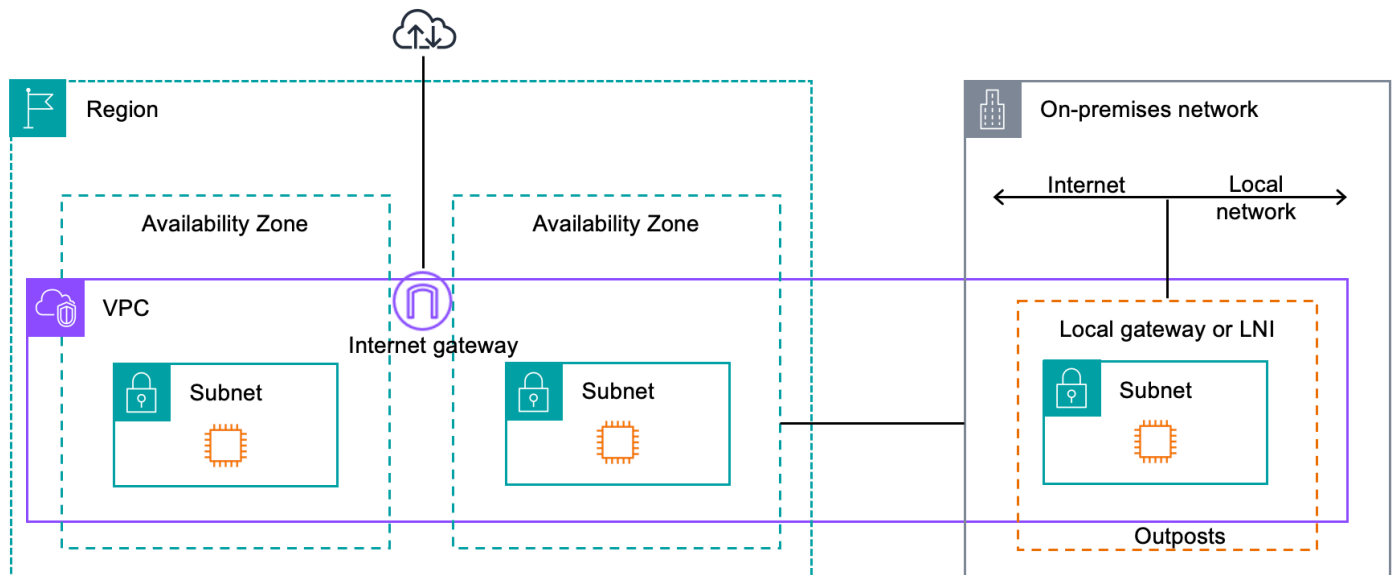 Region
On-premises network
Internet
Local
network
Availability Zone
Availability Zone
VPC
Internet gateway
Local gateway or LNI
Subnet
Subnet
Subnet
Outposts